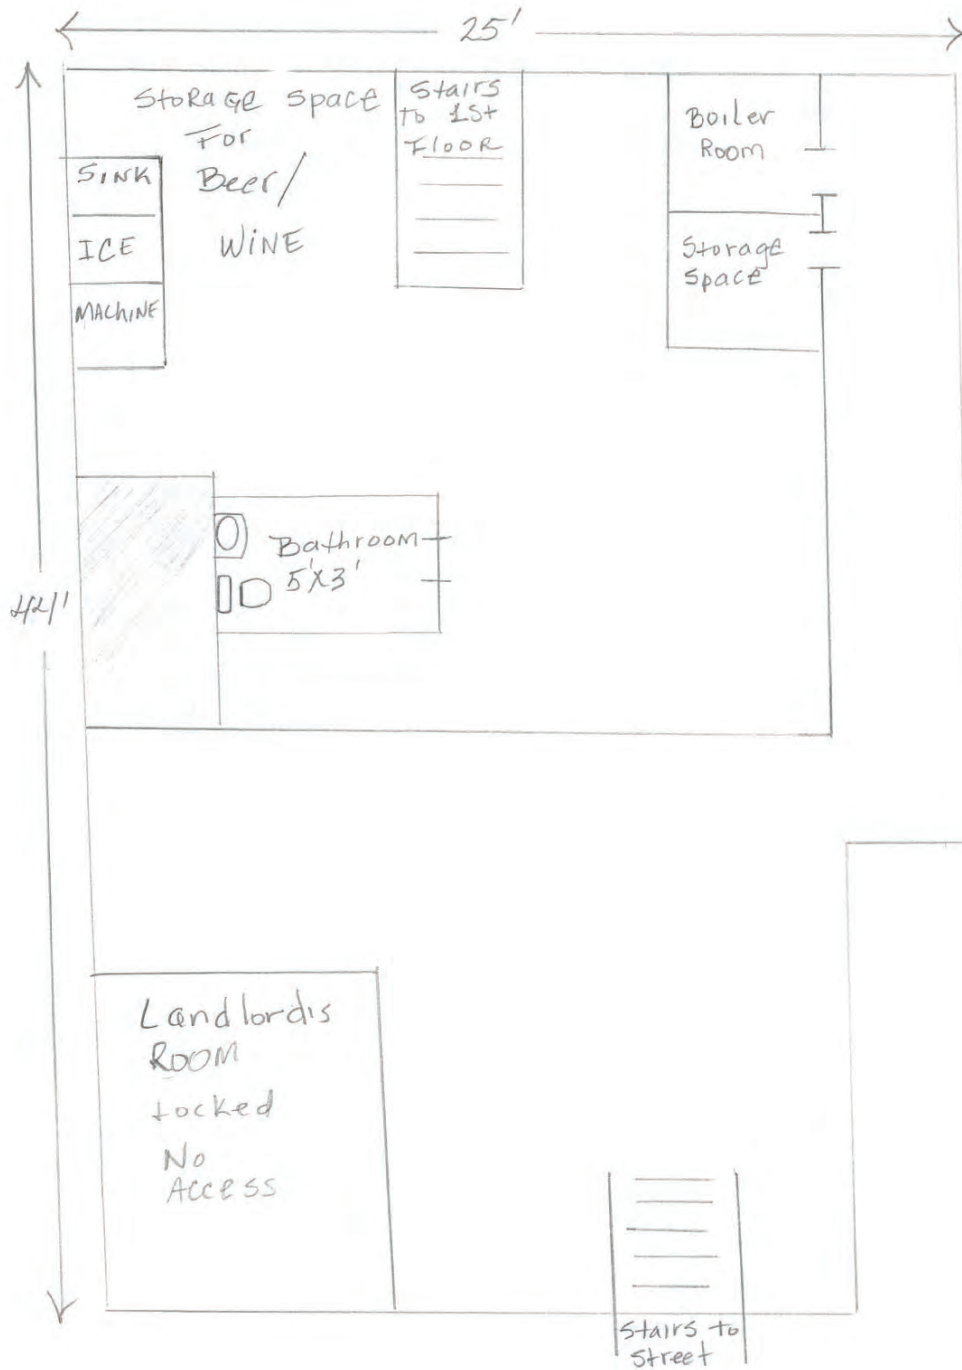 25'
Storage Space
For
Beer/
WINE
Stairs
to 1st
Floor
Boiler
Room
SINK
ICE
MACHINE
Storage
Space
Bathroom
5'X3'
Landlord's
ROOM
Locked
No
Access
Stairs to
Street